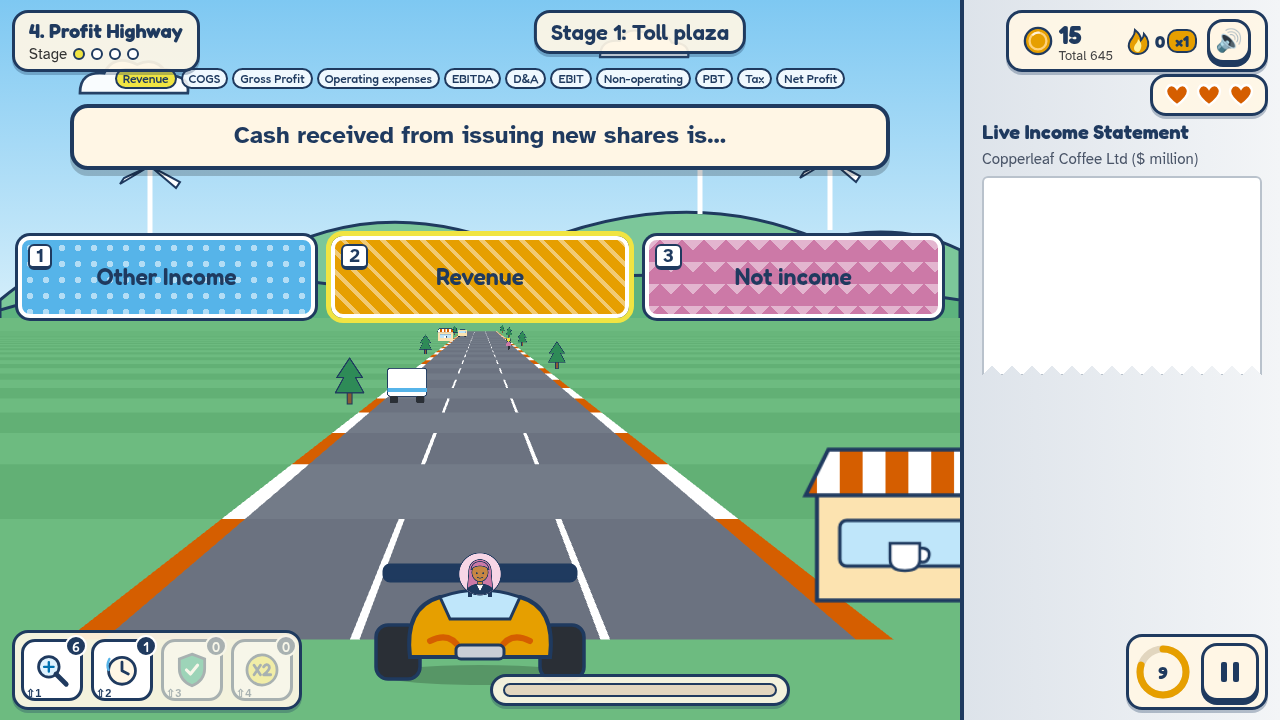 4. Profit Highway
Stage
Stage 1: Toll plaza
15
Total 645
0
x1
Revenue
COGS
Gross Profit
Operating expenses
EBITDA
D&A
EBIT
Non-operating
PBT
Tax
Net Profit
Cash received from issuing new shares is...
Live Income Statement
Copperleaf Coffee Ltd ($ million)
1
Other Income
2
Revenue
3
Not income
6
⇧1
1
⇧2
0
⇧3
X2
0
⇧4
9